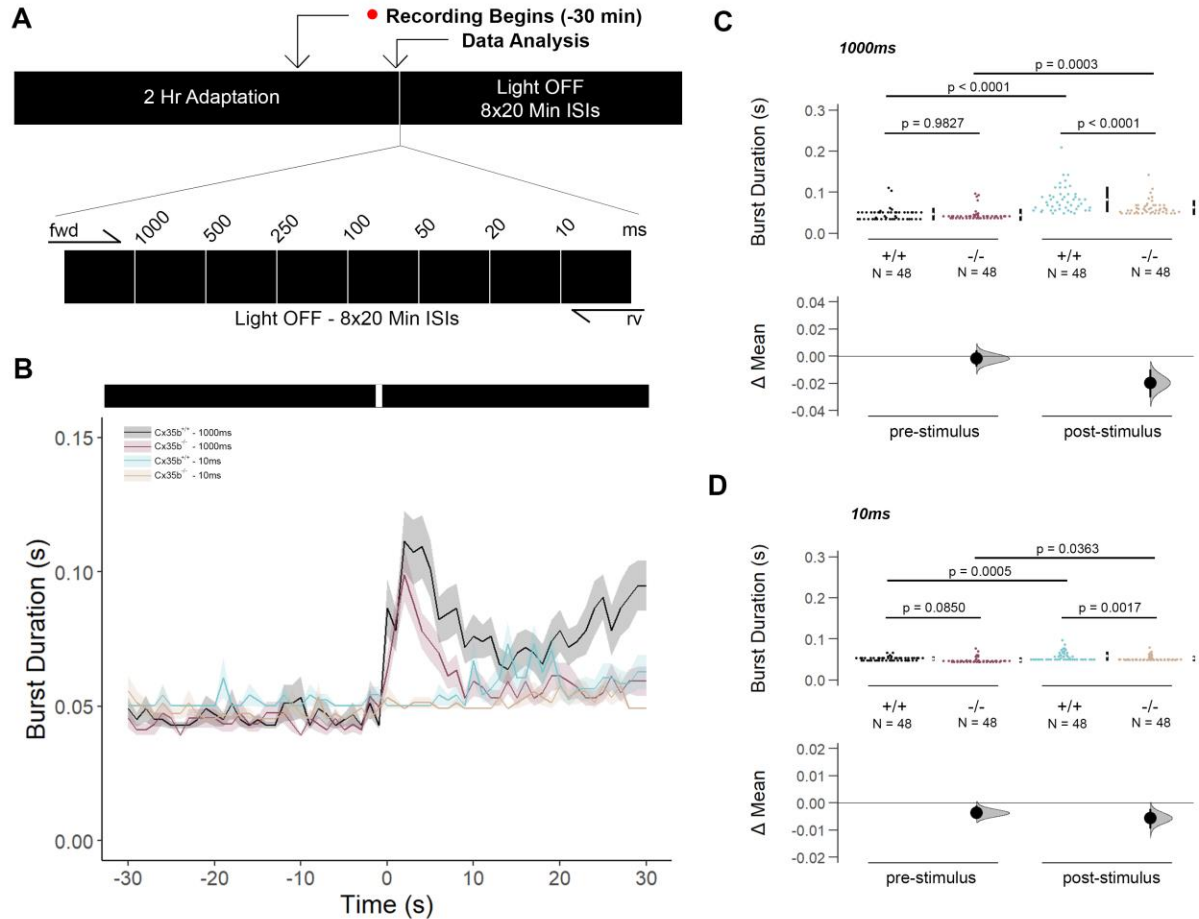 A
Recording Begins (-30 min)
Data Analysis
2 Hr Adaptation
Light OFF
8x20 Min ISIs
fwd
1000
500
250
100
50
20
10
ms
Light OFF - 8x20 Min ISIs
rv
B
Cx35b+/+ - 1000ms
Cx35b-/- - 1000ms
Cx35b+/+ - 10ms
Cx35b-/- - 10ms
0.15
0.10
0.05
0.00
Burst Duration (s)
-30
-20
-10
0
10
20
30
Time (s)
C
1000ms
p = 0.0003
p < 0.0001
p = 0.9827
p < 0.0001
0.3
0.2
0.1
0.0
Burst Duration (s)
+/+
-/-
+/+
-/-
N = 48
N = 48
N = 48
N = 48
0.04
0.02
0.00
-0.02
-0.04
Δ Mean
pre-stimulus
post-stimulus
D
10ms
p = 0.0363
p = 0.0005
p = 0.0850
p = 0.0017
0.3
0.2
0.1
0.0
Burst Duration (s)
+/+
-/-
+/+
-/-
N = 48
N = 48
N = 48
N = 48
0.02
0.01
0.00
-0.01
-0.02
Δ Mean
pre-stimulus
post-stimulus